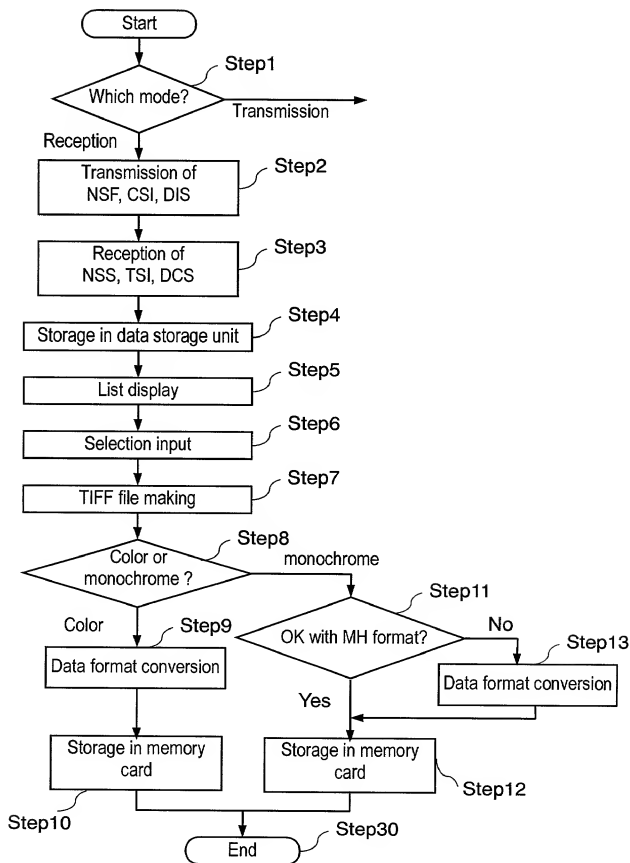 Start
Step1
Which mode?
Transmission
Reception
Step2
Transmission of
NSF, CSI, DIS
Step3
Reception of
NSS, TSI, DCS
Step4
Storage in data storage unit
Step5
List display
Step6
Selection input
Step7
TIFF file making
Step8
Color or
monochrome ?
monochrome
Step11
Color
Step9
OK with MH format?
No
Step13
Data format conversion
Data format conversion
Yes
Storage in memory
card
Storage in memory
card
Step10
Step12
Step30
End